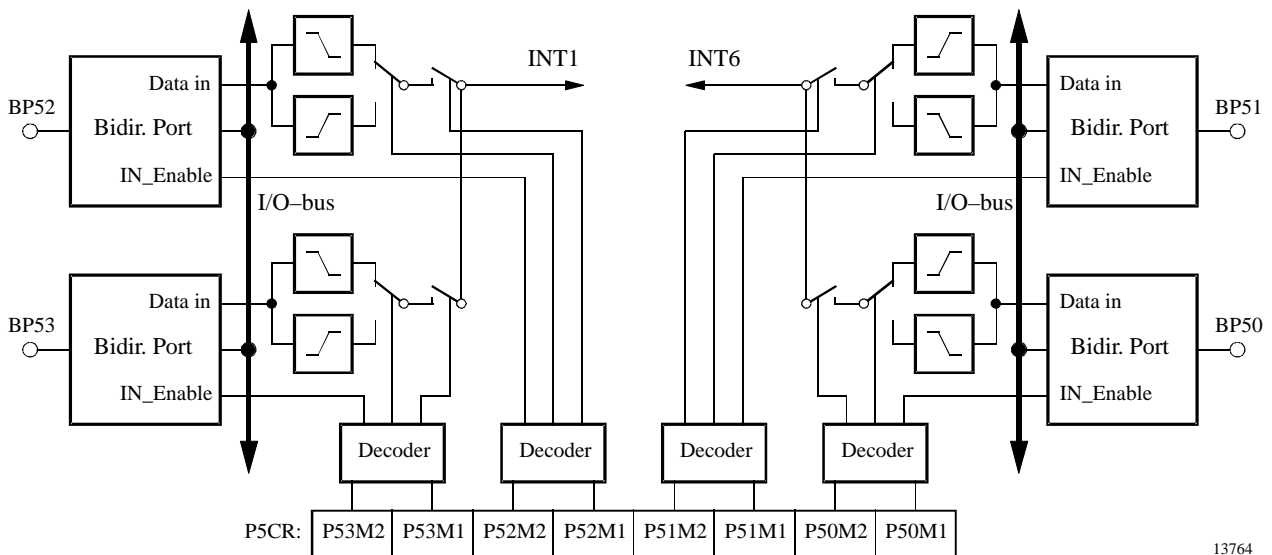 INT1
INT6
Data in
BP52
Bidir. Port
IN_Enable
I/O–bus
Data in
BP51
Bidir. Port
IN_Enable
I/O–bus
Data in
BP53
Bidir. Port
IN_Enable
Data in
BP50
Bidir. Port
IN_Enable
Decoder
Decoder
Decoder
Decoder
P5CR: P53M2 P53M1 P52M2 P52M1 P51M2 P51M1 P50M2 P50M1
13764